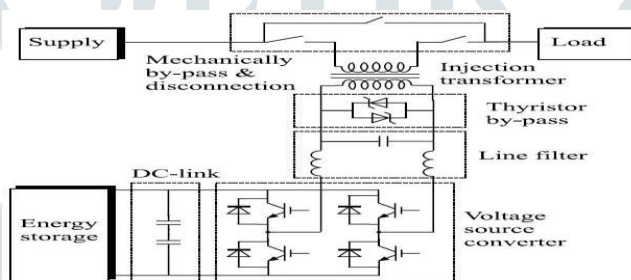 Supply
Load
Mechanically
by-pass &
disconnection
Injection
transformer
Thyristor
by-pass
Line filter
DC-link
Energy
storage
Voltage
source
converter